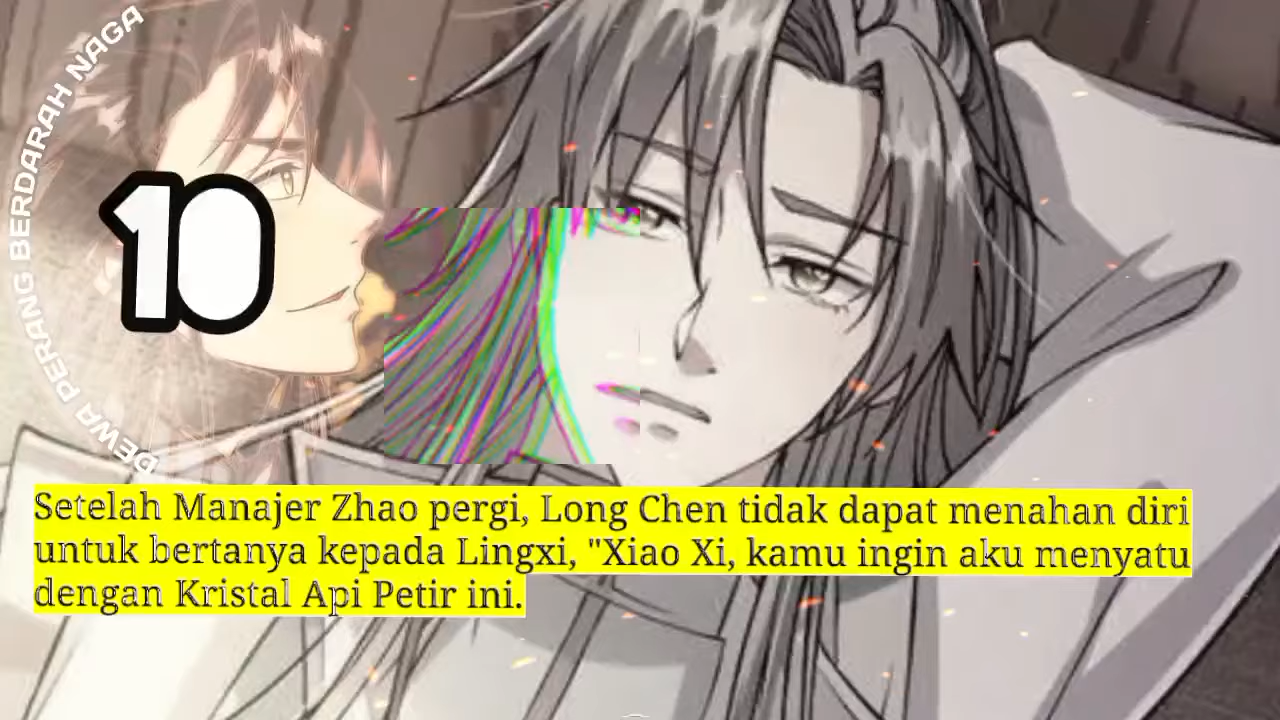 DEWA PERANG BERDARAH NAGA
10
Setelah Manajer Zhao pergi, Long Chen tidak dapat menahan diri
untuk bertanya kepada Lingxi, "Xiao Xi, kamu ingin aku menyatu
dengan Kristal Api Petir ini.